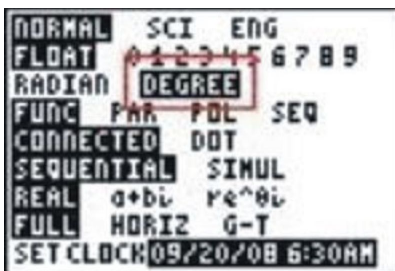 NORMAL SCI ENG
FLOAT 0 1 2 3 4 5 6 7 8 9
RADIAN DEGREE
FUNC PAR POL SEQ
CONNECTED DOT
SEQUENTIAL SIMUL
REAL a+bi re^θi
FULL HORIZ G-T
SET CLOCK 09/20/08 6:30AM